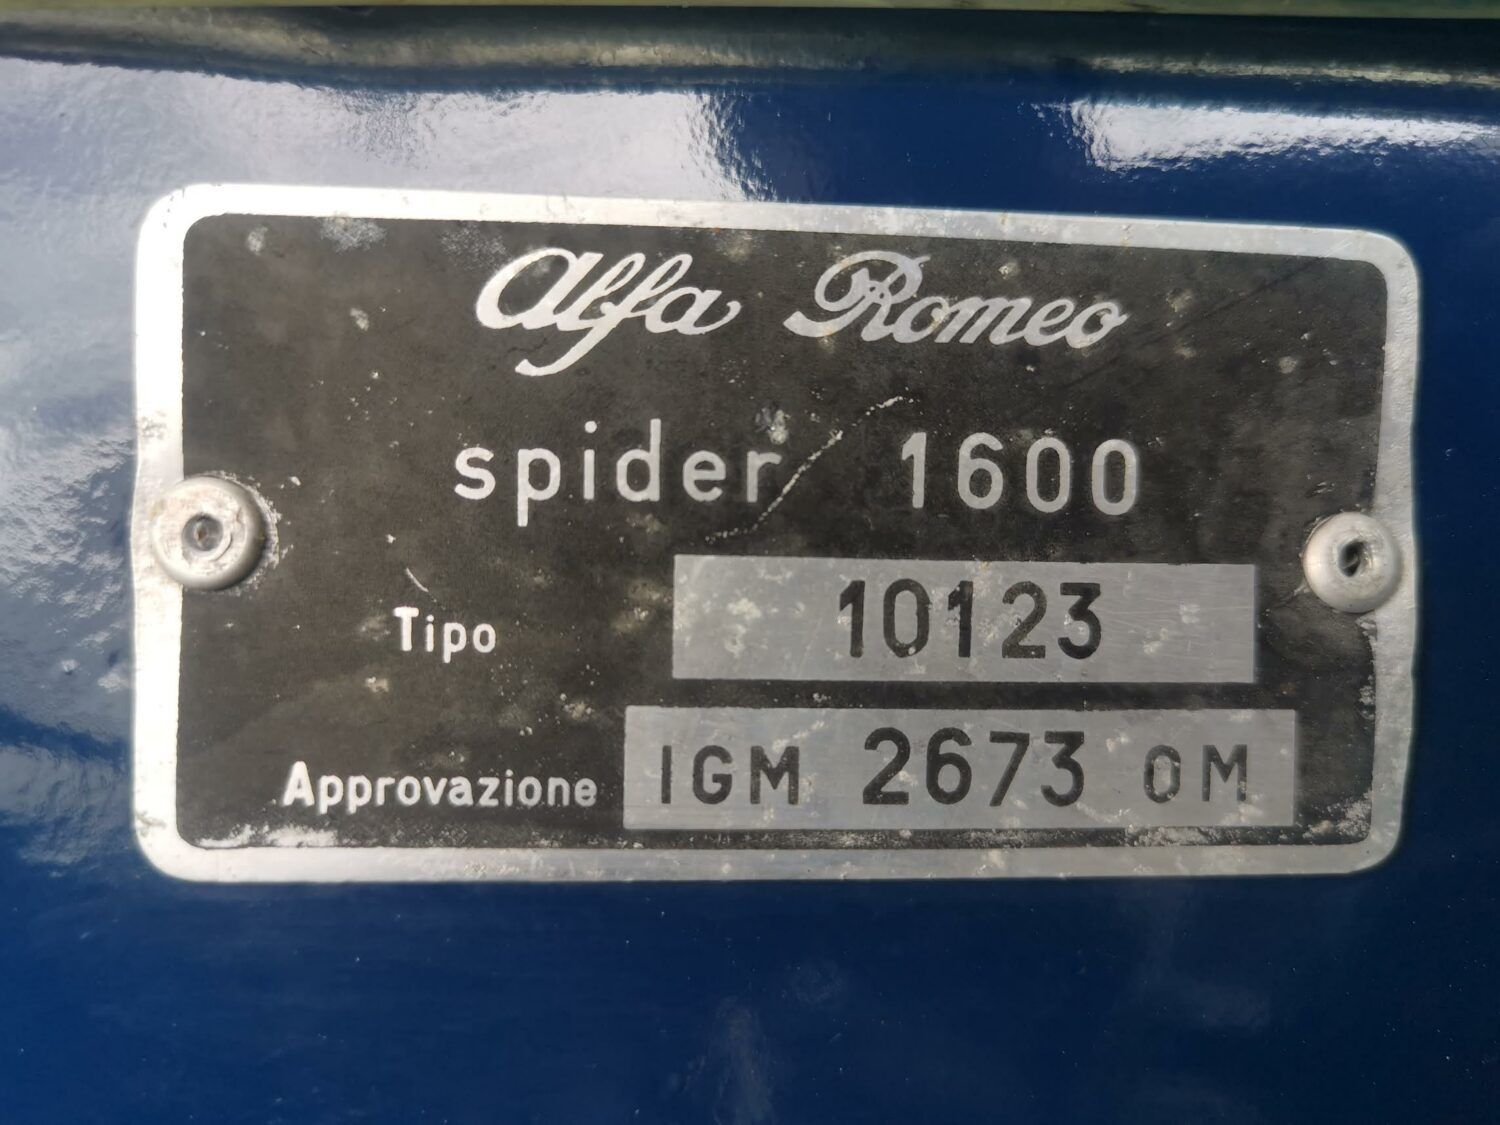 Alfa Romeo
spider 1600
Tipo 10123
Approvazione IGM 2673 OM